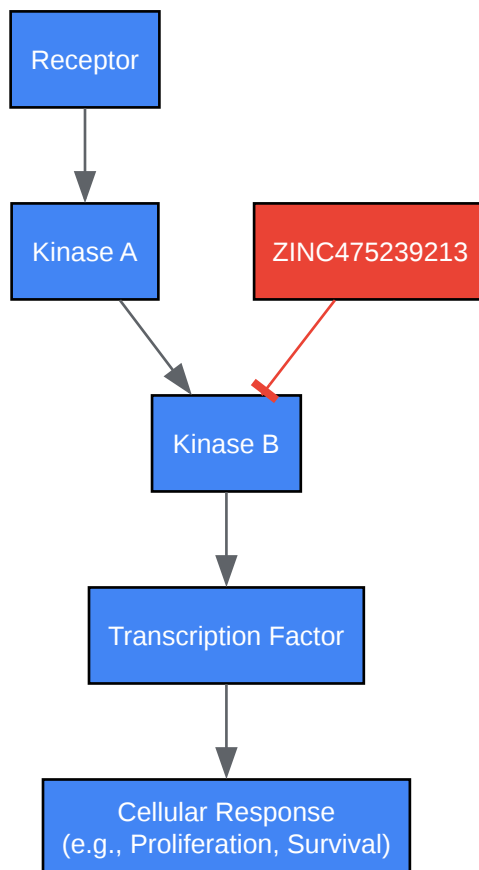 Receptor
Kinase A
ZINC475239213
Kinase B
Transcription Factor
Cellular Response
(e.g., Proliferation, Survival)